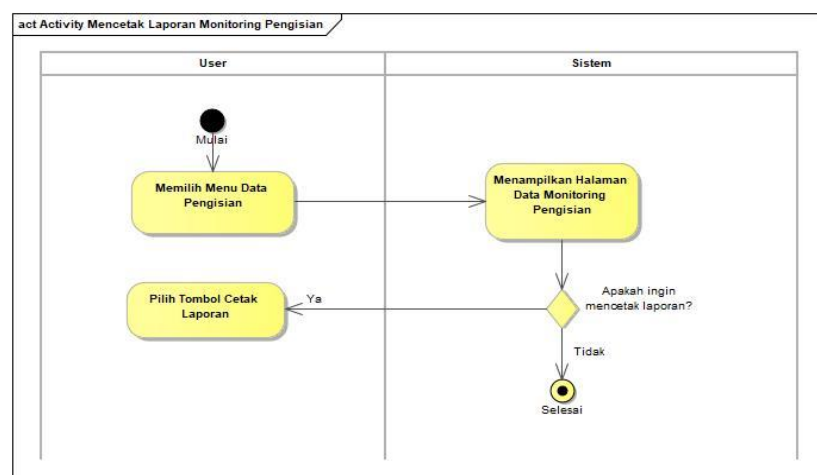 act Activity Mencetak Laporan Monitoring Pengisian
User
Sistem
Mulai
Memilih Menu Data
Pengisian
Menampilkan Halaman
Data Monitoring
Pengisian
Pilih Tombol Cetak
Laporan
Ya
Apakah ingin
mencetak laporan?
Tidak
Selesai